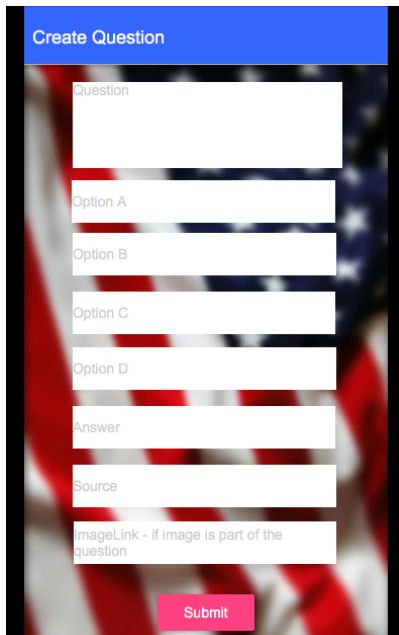 Create Question
Question
Option A
Option B
Option C
Option D
Answer
Source
ImageLink - if image is part of the
question
Submit